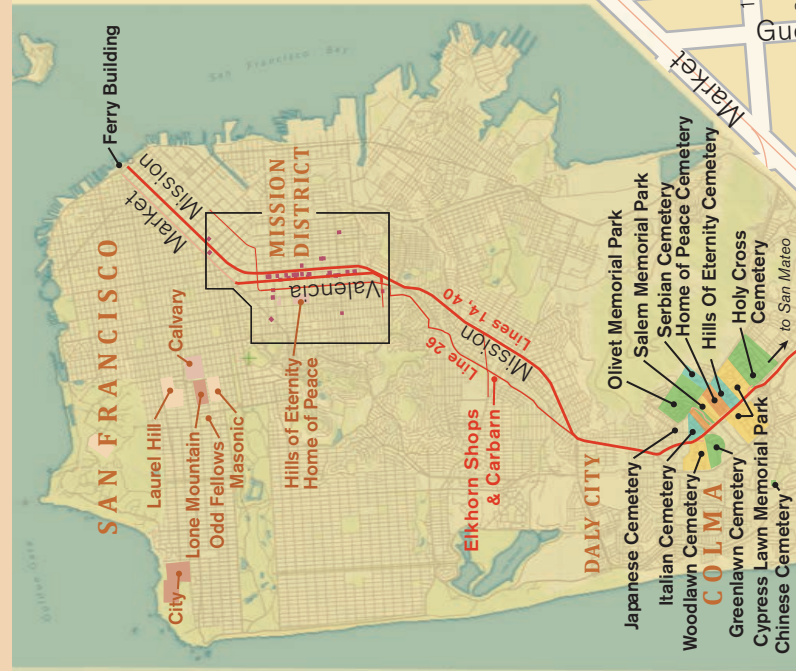 Ferry Building
San Francisco Bay
Golden Gate
SAN FRANCISCO
Market
Mission
MISSION
DISTRICT
Valencia
Calvary
Laurel Hill
Lone Mountain
Odd Fellows
Masonic
City
Hills of Eternity
Home of Peace
Mission
Lines 14, 40
Line 26
Elkhorn Shops
& Carbarn
DALY CITY
COLMA
Olivet Memorial Park
Salem Memorial Park
Serbian Cemetery
Home of Peace Cemetery
Hills Of Eternity Cemetery
Holy Cross
Cemetery
to San Mateo
Japanese Cemetery
Italian Cemetery
Woodlawn Cemetery
Greenlawn Cemetery
Cypress Lawn Memorial Park
Chinese Cemetery
Market